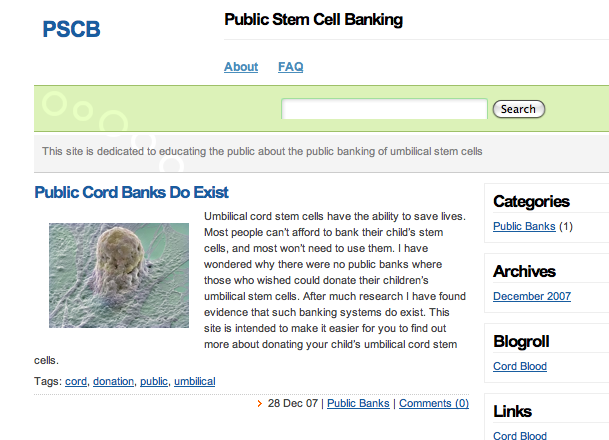 PSCB
Public Stem Cell Banking
About FAQ
Search
This site is dedicated to educating the public about the public banking of umbilical stem cells
Public Cord Banks Do Exist
Umbilical cord stem cells have the ability to save lives.
Most people can't afford to bank their child's stem
cells, and most won't need to use them. I have
wondered why there were no public banks where
those who wished could donate their children's
umbilical stem cells. After much research I have found
evidence that such banking systems do exist. This
site is intended to make it easier for you to find out
more about donating your child's umbilical cord stem
cells.
Tags: cord, donation, public, umbilical
28 Dec 07 | Public Banks | Comments (0)
Categories
Public Banks (1)
Archives
December 2007
Blogroll
Cord Blood
Links
Cord Blood